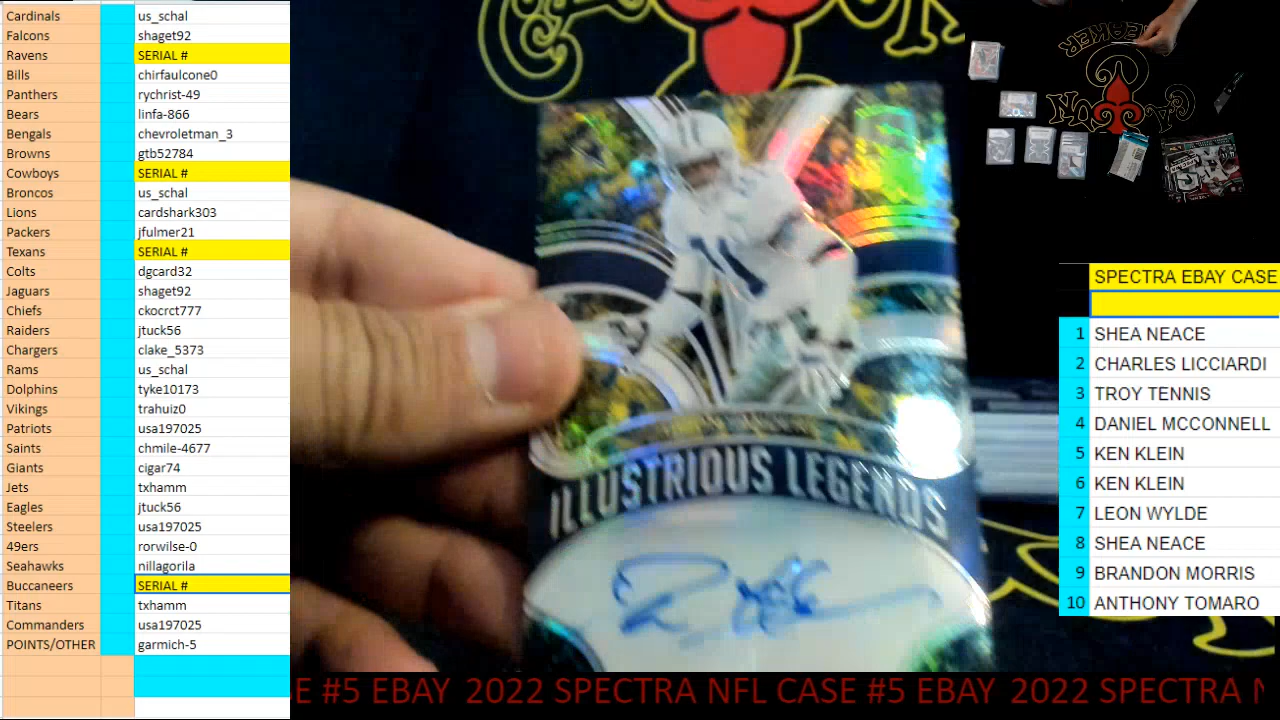 Cardinals us_schal
Falcons shaget92
Ravens SERIAL #
Bills chirfaulcone0
Panthers rychrist-49
Bears linfa-866
Bengals chevroletman_3
Browns gtb52784
Cowboys SERIAL #
Broncos us_schal
Lions cardshark303
Packers jfulmer21
Texans SERIAL #
Colts dgcard32
Jaguars shaget92
Chiefs ckocrct777
Raiders jtuck56
Chargers clake_5373
Rams us_schal
Dolphins tyke10173
Vikings trahuiz0
Patriots usa197025
Saints chmile-4677
Giants cigar74
Jets txhamm
Eagles jtuck56
Steelers usa197025
49ers rorwilse-0
Seahawks nillagorila
Buccaneers SERIAL #
Titans txhamm
Commanders usa197025
POINTS/OTHER garmich-5
11
ILLUSTRIOUS LEGENDS
SPECTRA EBAY CASE
1 SHEA NEACE
2 CHARLES LICCIARDI
3 TROY TENNIS
4 DANIEL MCCONNELL
5 KEN KLEIN
6 KEN KLEIN
7 LEON WYLDE
8 SHEA NEACE
9 BRANDON MORRIS
10 ANTHONY TOMARO
E #5 EBAY 2022 SPECTRA NFL CASE #5 EBAY 2022 SPECTRA N